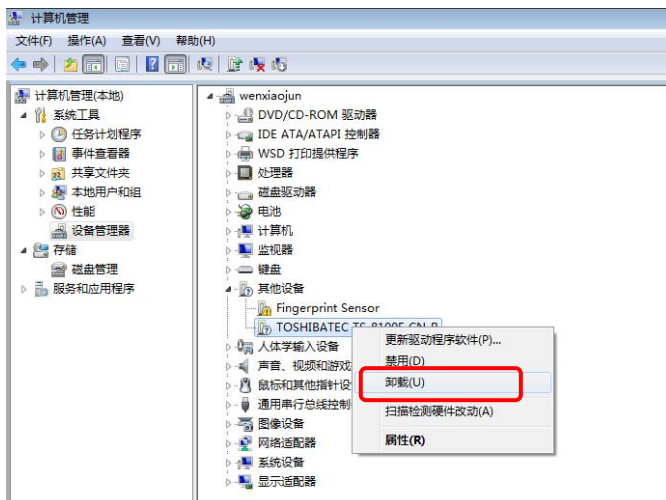 计算机管理
文件(F) 操作(A) 查看(V) 帮助(H)
计算机管理(本地)
系统工具
任务计划程序
事件查看器
共享文件夹
本地用户和组
性能
设备管理器
存储
磁盘管理
服务和应用程序
wenxiaojun
DVD/CD-ROM 驱动器
IDE ATA/ATAPI 控制器
WSD 打印提供程序
处理器
磁盘驱动器
电池
计算机
监视器
键盘
其他设备
Fingerprint Sensor
TOSHIBATEC TS-8100F-CN-B
人体学输入设备
声音、视频和游戏
鼠标和其他指针设
通用串行总线控制
图像设备
网络适配器
系统设备
显示适配器
更新驱动程序软件(P)...
禁用(D)
卸载(U)
扫描检测硬件改动(A)
属性(R)